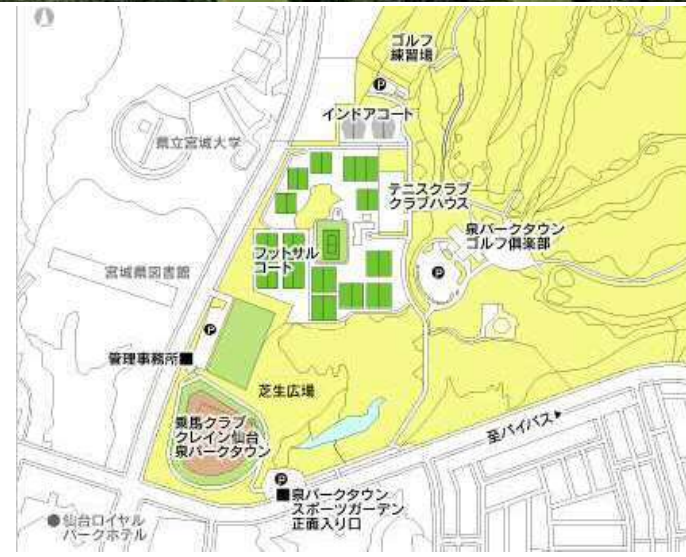 ゴルフ
練習場
P
インドアコート
県立宮城大学
テニスクラブ
クラブハウス
泉パークタウン
ゴルフ倶楽部
フットサル
コート
P
宮城県図書館
P
管理事務所■
芝生広場
乗馬クラブ
クレイン仙台
泉パークタウン
至バイパス▶
P
■泉パークタウン
スポーツガーデン
正面入り口
●仙台ロイヤル
パークホテル